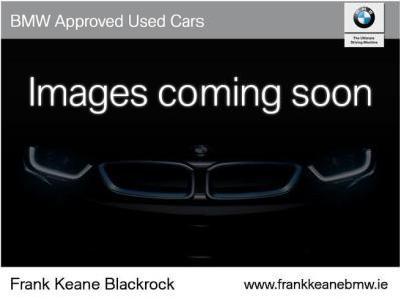 BMW Approved Used Cars
The Ultimate
Driving Machine
Images coming soon
Frank Keane Blackrock
www.frankkeanebmw.ie